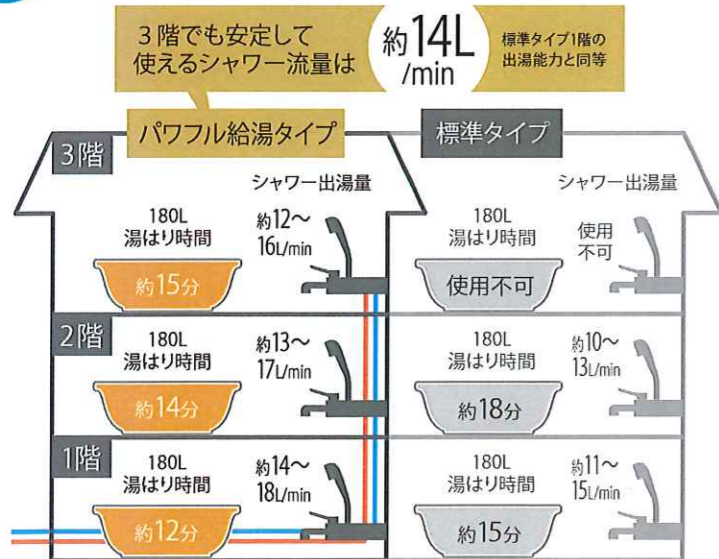 3階でも安定して
使えるシャワー流量は
約14L
/min
標準タイプ1階の
出湯能力と同等
パワフル給湯タイプ
標準タイプ
3階
シャワー出湯量
シャワー出湯量
180L
湯はり時間
約15分
約12～
16L/min
180L
湯はり時間
使用不可
使用
不可
2階
180L
湯はり時間
約14分
約13～
17L/min
180L
湯はり時間
約18分
約10～
13L/min
1階
180L
湯はり時間
約12分
約14～
18L/min
180L
湯はり時間
約15分
約11～
15L/min